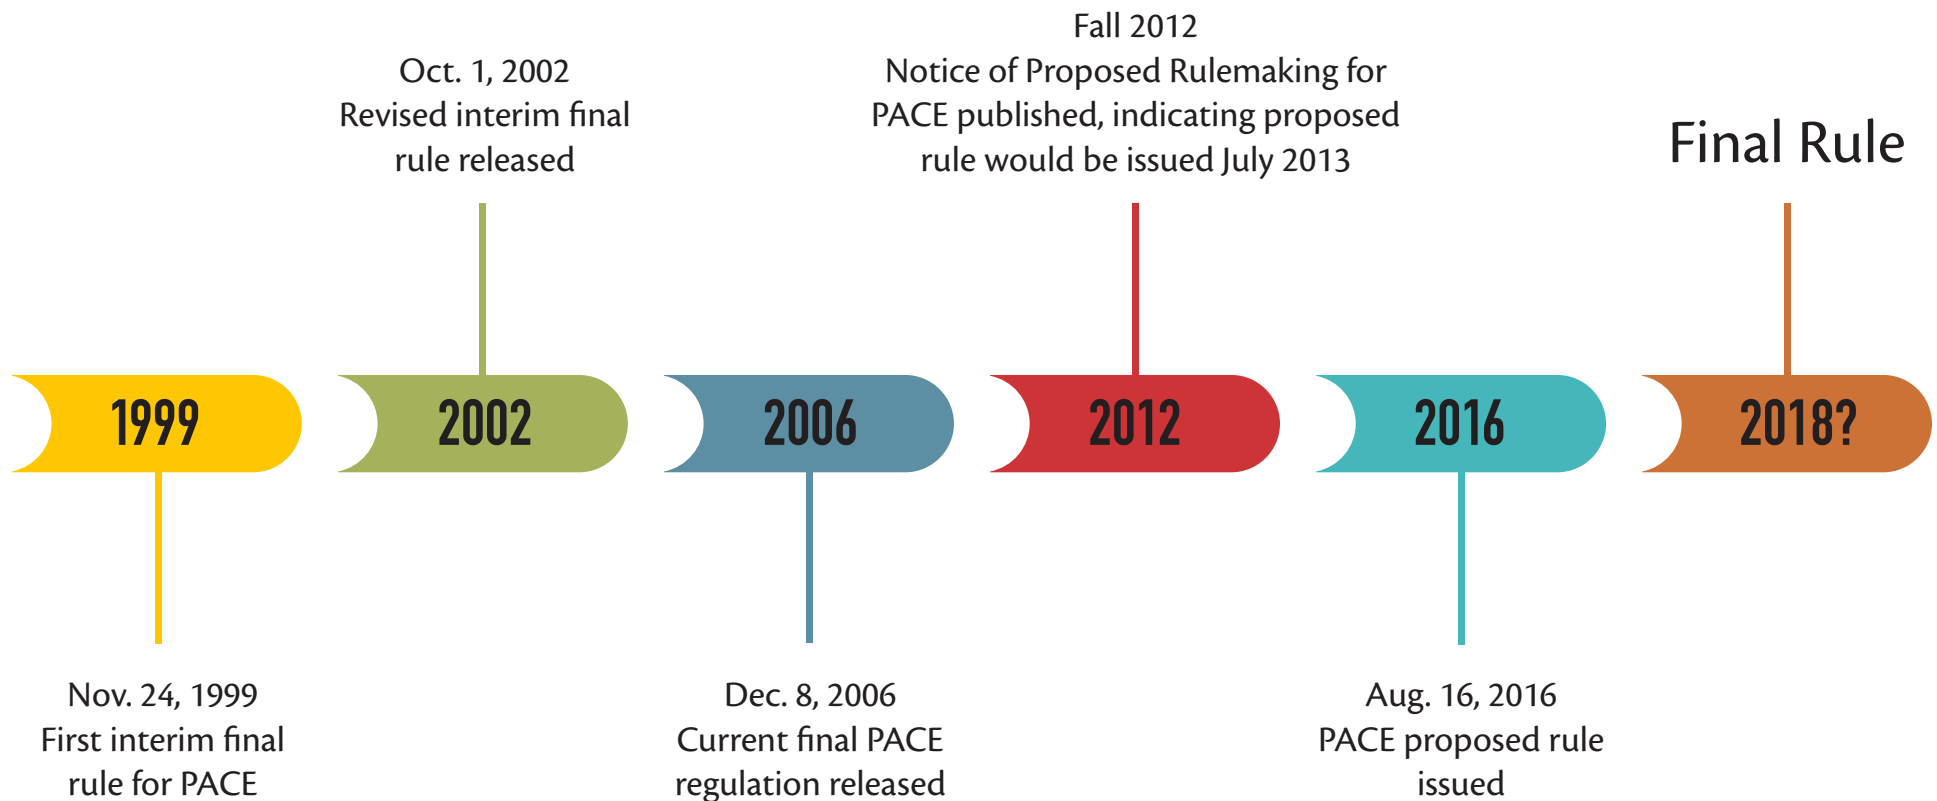 Fall 2012
Notice of Proposed Rulemaking for
PACE published, indicating proposed
rule would be issued July 2013
Oct. 1, 2002
Revised interim final
rule released
Final Rule
1999
2002
2006
2012
2016
2018?
Nov. 24, 1999
First interim final
rule for PACE
Dec. 8, 2006
Current final PACE
regulation released
Aug. 16, 2016
PACE proposed rule
issued